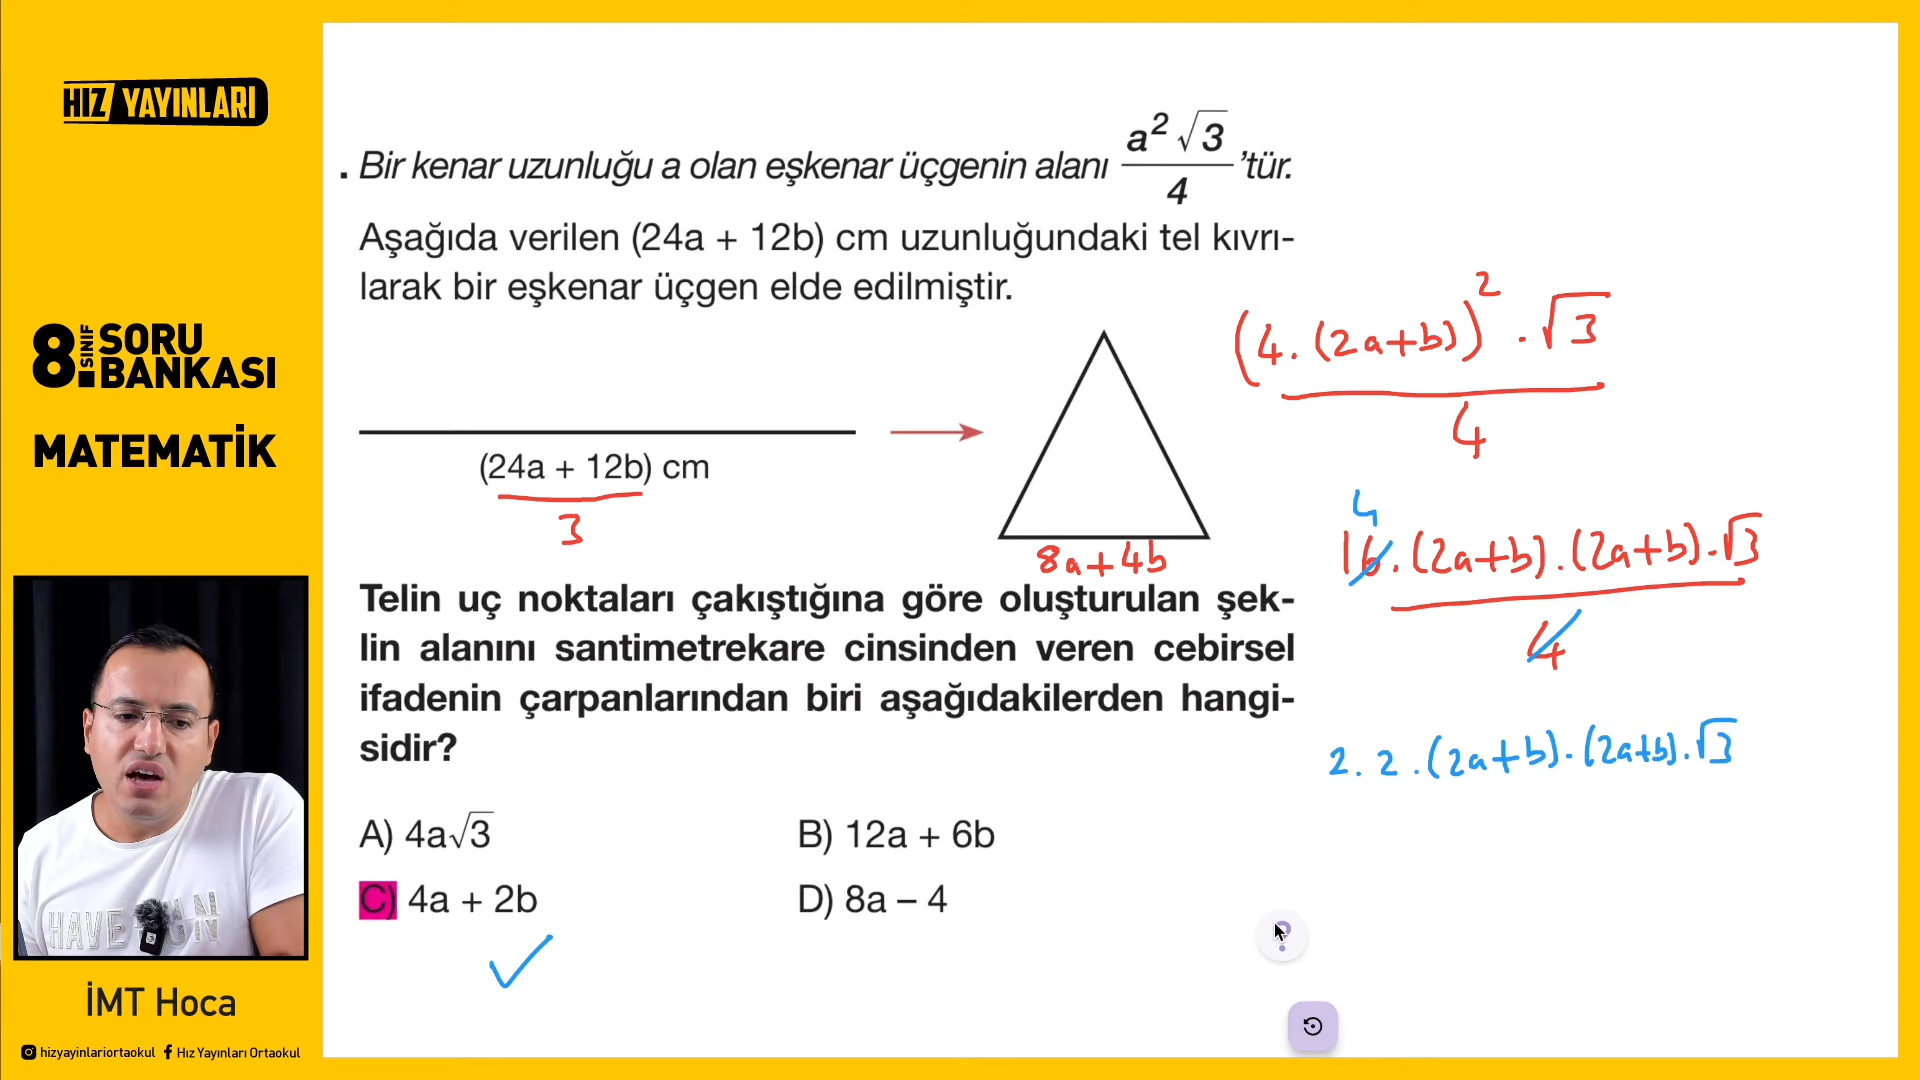 HIZ YAYINLARI
8. SINIF SORU BANKASI
MATEMATİK
. Bir kenar uzunluğu a olan eşkenar üçgenin alanı a² √3 / 4 'tür.
Aşağıda verilen (24a + 12b) cm uzunluğundaki tel kıvrı-
larak bir eşkenar üçgen elde edilmiştir.
(24a + 12b) cm
3
8a+4b
Telin uç noktaları çakıştığına göre oluşturulan şek-
lin alanını santimetrekare cinsinden veren cebirsel
ifadenin çarpanlarından biri aşağıdakilerden hangi-
sidir?
A) 4a√3
B) 12a + 6b
C) 4a + 2b
D) 8a – 4
(4.(2a+b))² . √3
4
4
16.(2a+b).(2a+b).√3
4
2.2.(2a+b).(2a+b).√3
?
HAVE FUN
İMT Hoca
hizyayinlariortaokul Hız Yayınları Ortaokul